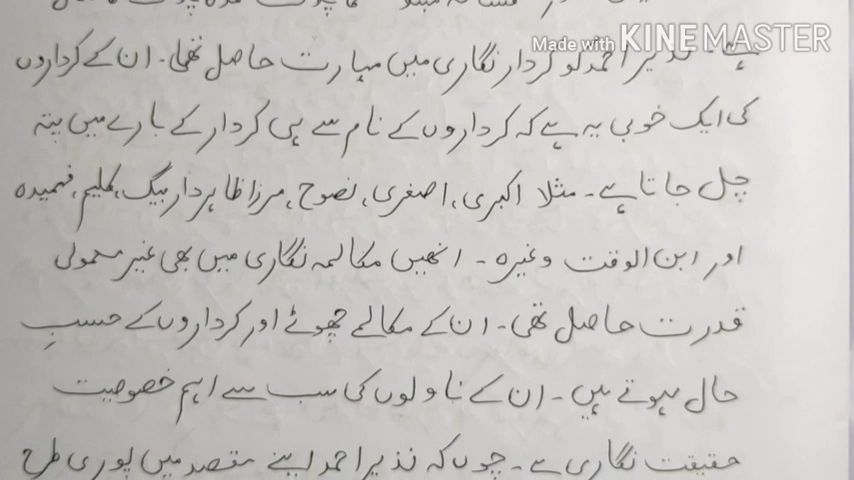 Made with KINEMASTER
ہے نذیر احمد کو کردار نگاری میں مہارت حاصل تھی۔ ان کے کرداروں
کی ایک خوبی یہ ہے کہ کرداروں کے نام سے ہی کردار کے بارے میں پتہ
چل جاتا ہے۔ مثلا اکبری، اصغری، نصوح، مرزا ظاہردار بیگ، کلیم، فہمیدہ
اور ابن الوقت وغیرہ۔ انھیں مکالمہ نگاری میں بھی غیر معمولی
قدرت حاصل تھی۔ ان کے مکالمے چھوٹے اور کرداروں کے حسبِ
حال ہوتے ہیں۔ ان کے ناولوں کی سب سے اہم خصوصیت
حقیقت نگاری ہے۔ چوں کہ نذیر احمد اپنے مقصد میں پوری طرح